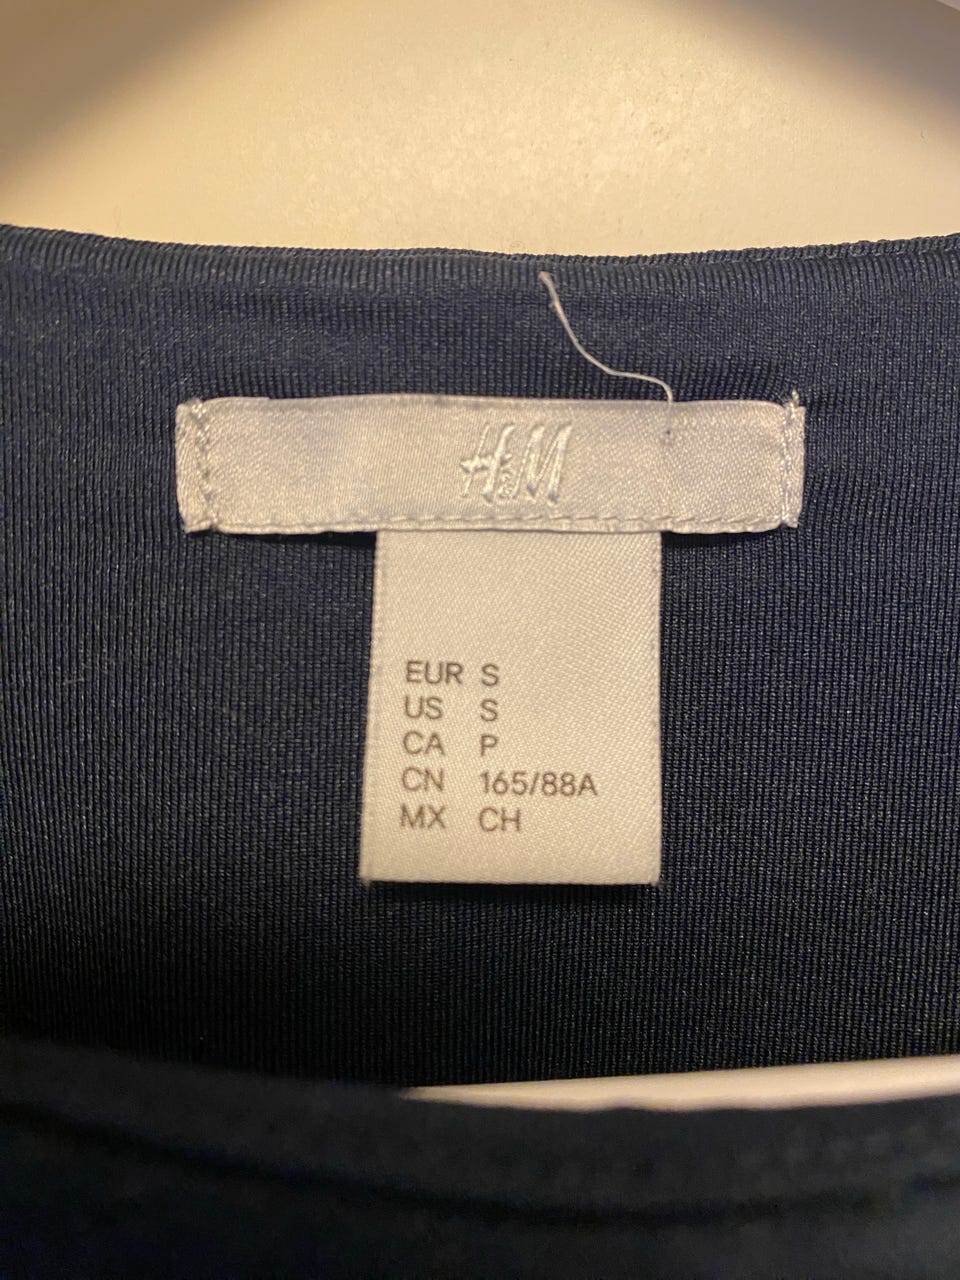 H&M
EUR S
US S
CA P
CN 165/88A
MX CH